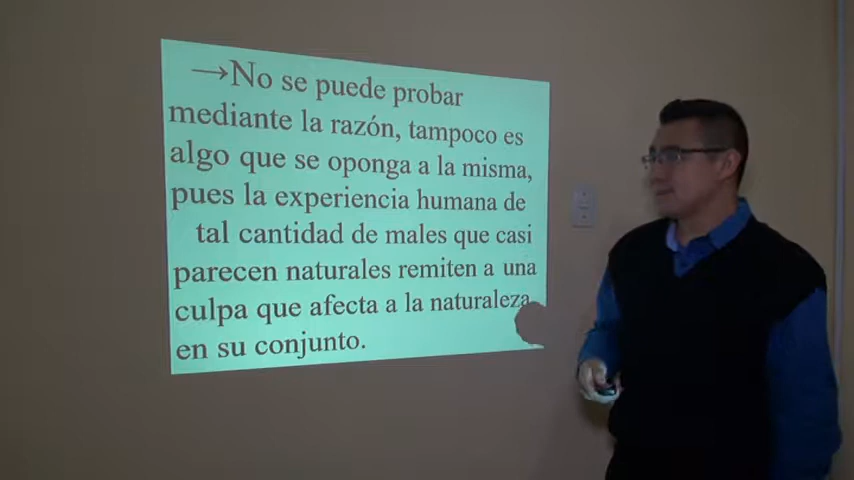 →No se puede probar
mediante la razón, tampoco es
algo que se oponga a la misma,
pues la experiencia humana de
tal cantidad de males que casi
parecen naturales remiten a una
culpa que afecta a la naturaleza
en su conjunto.